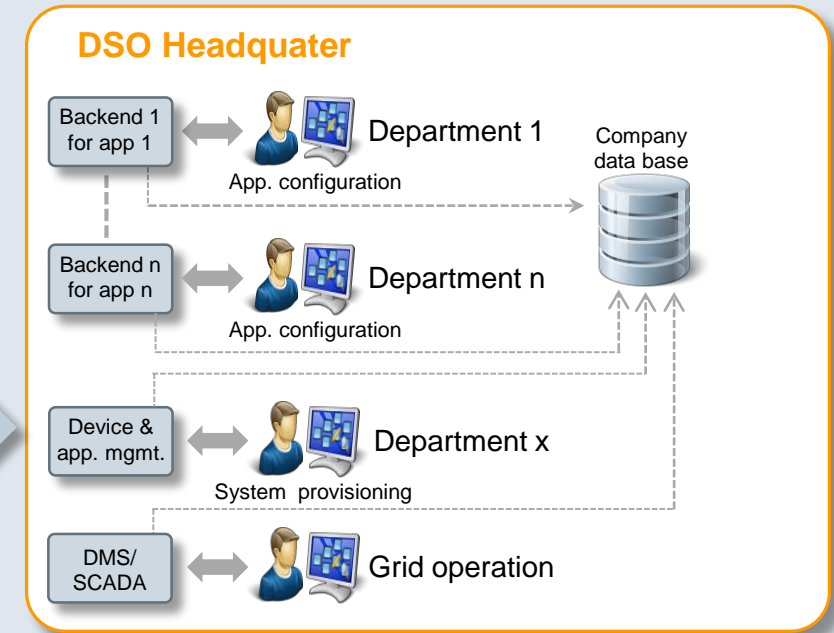 DSO Headquater
Backend 1
for app 1
Department 1
App. configuration
Company
data base
Backend n
for app n
Department n
App. configuration
Device &
app. mgmt.
Department x
System provisioning
DMS/
SCADA
Grid operation